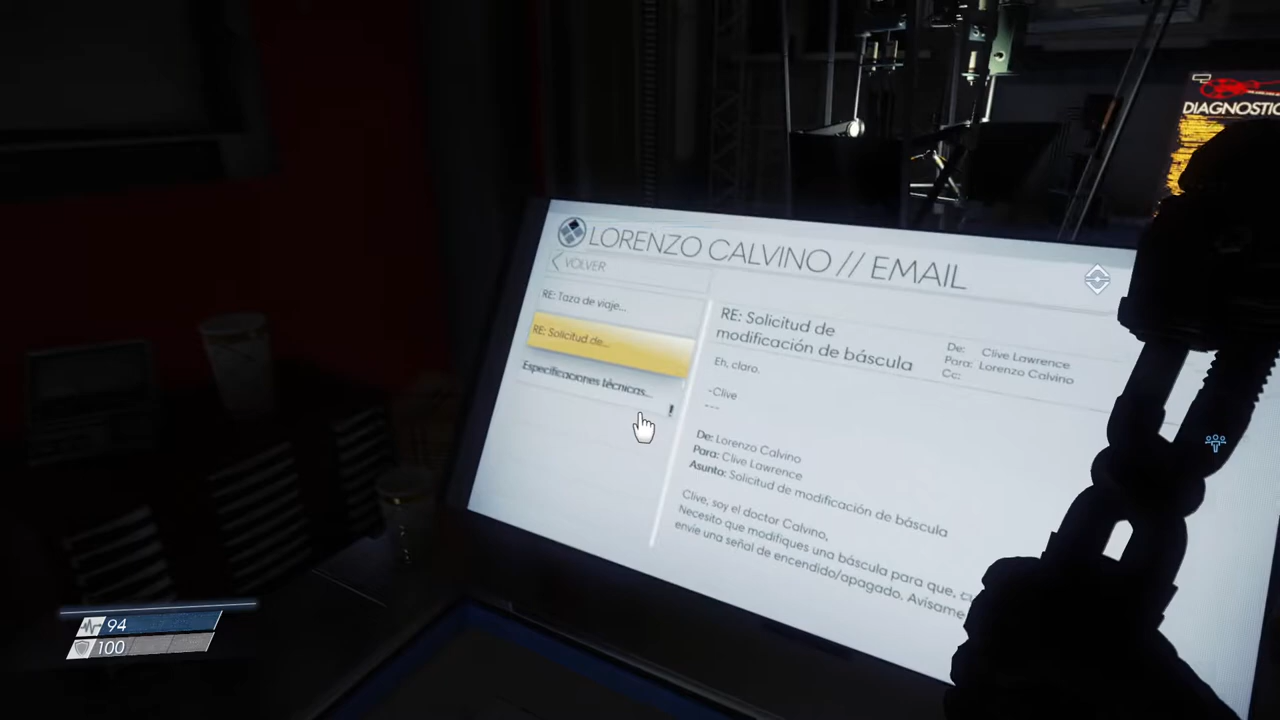 DIAGNOSTIC
LORENZO CALVINO // EMAIL
VOLVER
RE: Taza de viaje...
RE: Solicitud de...
Especificaciones técnicas...
!
RE: Solicitud de
modificación de báscula
De: Clive Lawrence
Para: Lorenzo Calvino
Cc:
Eh, claro.
-Clive
---
De: Lorenzo Calvino
Para: Clive Lawrence
Asunto: Solicitud de modificación de báscula
Clive, soy el doctor Calvino,
Necesito que modifiques una báscula para que,
envíe una señal de encendido/apagado. Avísame
94
100